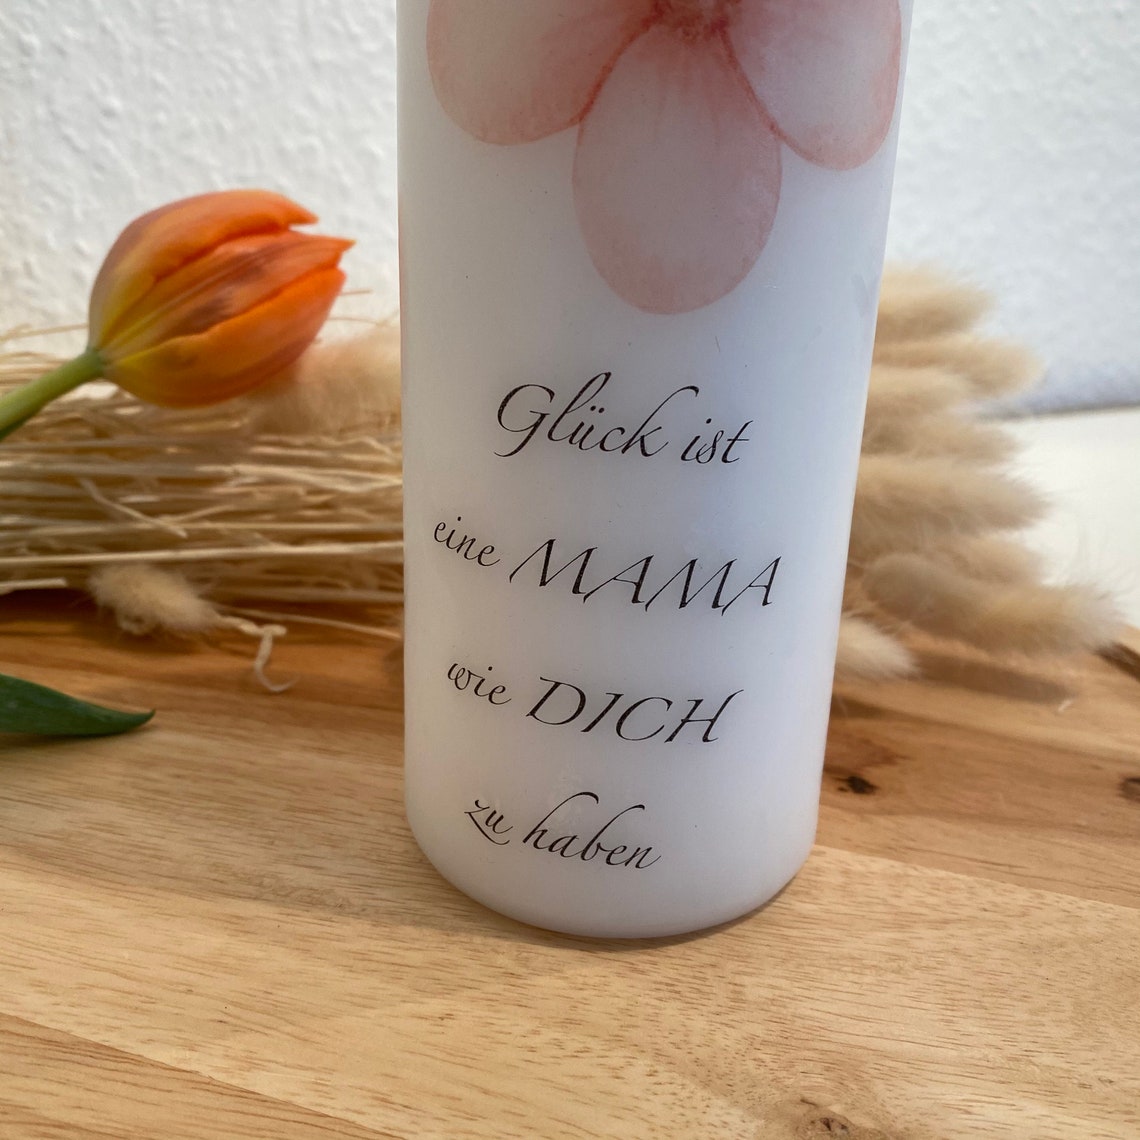 Glück ist
eine MAMA
wie DICH
zu haben